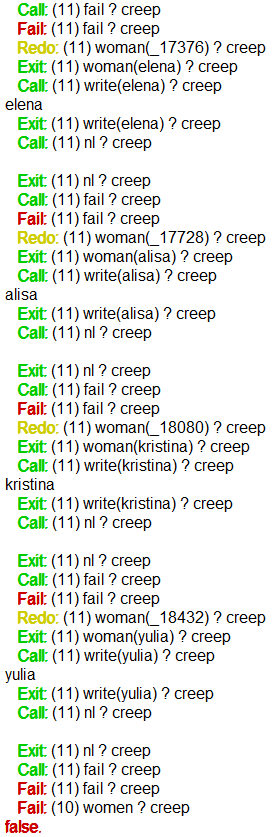 Call: (11) fail ? creep
Fail: (11) fail ? creep
Redo: (11) woman(_17376) ? creep
Exit: (11) woman(elena) ? creep
Call: (11) write(elena) ? creep
elena
Exit: (11) write(elena) ? creep
Call: (11) nl ? creep
Exit: (11) nl ? creep
Call: (11) fail ? creep
Fail: (11) fail ? creep
Redo: (11) woman(_17728) ? creep
Exit: (11) woman(alisa) ? creep
Call: (11) write(alisa) ? creep
alisa
Exit: (11) write(alisa) ? creep
Call: (11) nl ? creep
Exit: (11) nl ? creep
Call: (11) fail ? creep
Fail: (11) fail ? creep
Redo: (11) woman(_18080) ? creep
Exit: (11) woman(kristina) ? creep
Call: (11) write(kristina) ? creep
kristina
Exit: (11) write(kristina) ? creep
Call: (11) nl ? creep
Exit: (11) nl ? creep
Call: (11) fail ? creep
Fail: (11) fail ? creep
Redo: (11) woman(_18432) ? creep
Exit: (11) woman(yulia) ? creep
Call: (11) write(yulia) ? creep
yulia
Exit: (11) write(yulia) ? creep
Call: (11) nl ? creep
Exit: (11) nl ? creep
Call: (11) fail ? creep
Fail: (11) fail ? creep
Fail: (10) women ? creep
false.